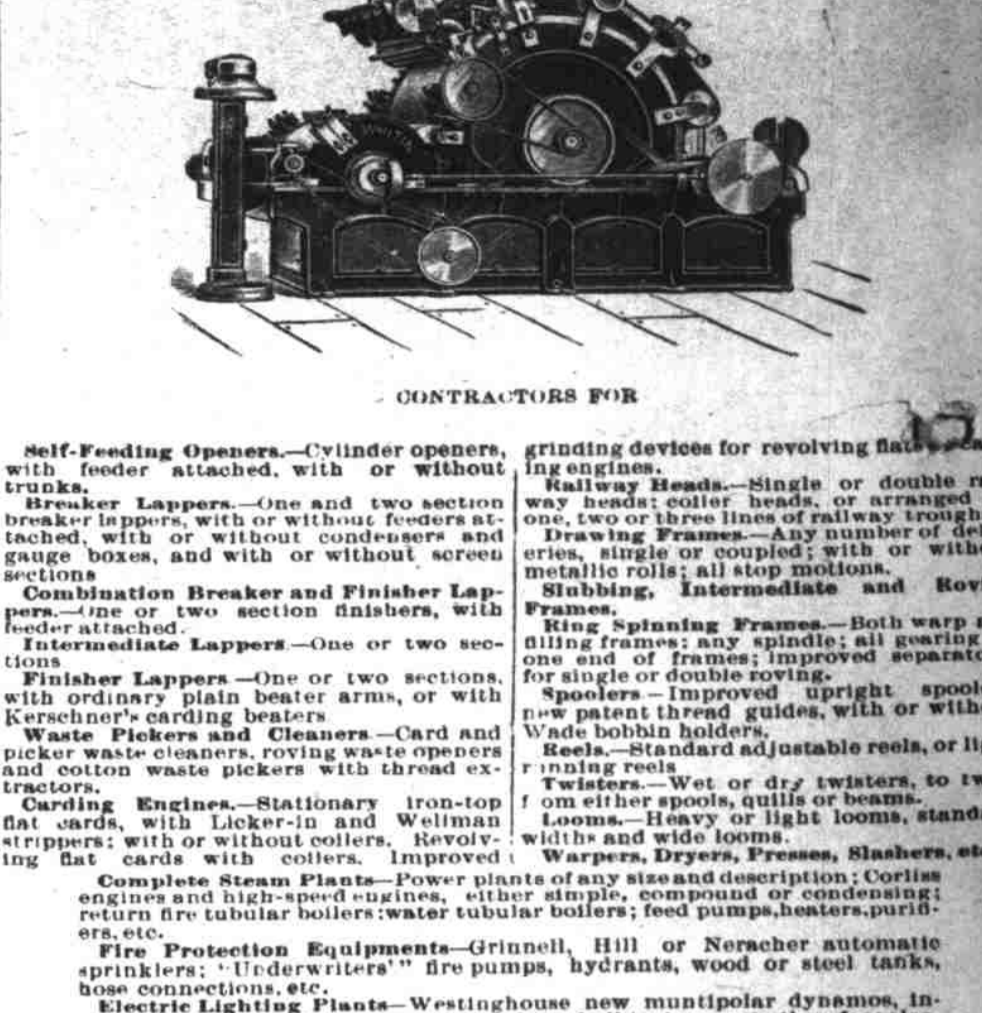 CONTRACTORS FOR
Self-Feeding Openers.—Cylinder openers,
with feeder attached, with or without
trunks.
Breaker Lappers.—One and two section
breaker lappers, with or without feeders at-
tached, with or without condensers and
gauge boxes, and with or without screen
sections
Combination Breaker and Finisher Lap-
pers.—One or two section finishers, with
feeder attached.
Intermediate Lappers—One or two sec-
tions
Finisher Lappers—One or two sections,
with ordinary plain beater arms, or with
Kerschner's carding beaters
Waste Pickers and Cleaners—Card and
picker waste cleaners, roving waste openers
and cotton waste pickers with thread ex-
tractors.
Carding Engines.—Stationary iron-top
flat cards, with Licker-in and Wellman
strippers; with or without coilers. Revolv-
ing flat cards with coilers. Improved
grinding devices for revolving
ing engines.
Railway Heads.—Single or double
way heads; coiler heads, or arranged
one, two or three lines of railway trough
Drawing Frames.—Any number of
eries, single or coupled; with or
metallic rolls; all stop motions.
Slubbing, Intermediate and
Frames.
Ring Spinning Frames.—Both warp
filling frames; any spindle; all gearing
one end of frames; improved
for single or double roving.
Spoolers—Improved upright
new patent thread guides, with or
Wade bobbin holders.
Reels.—Standard adjustable reels, or
r nning reels
Twisters.—Wet or dry twisters, to
f om either spools, quills or beams.
Looms.—Heavy or light looms,
widths and wide looms.
Warpers, Dryers, Presses, Slashers,
Complete Steam Plants—Power plants of any size and description; Corliss
engines and high-speed engines, either simple, compound or condensing;
return fire tubular boilers; water tubular boilers; feed pumps, heaters, purifi-
ers, etc.
Fire Protection Equipments—Grinnell, Hill or Neracher automatic
sprinklers; "Underwriters'" fire pumps, hydrants, wood or steel tanks,
hose connections, etc.
Electric Lighting Plants—Westinghouse new muntipolar dynamos, in-